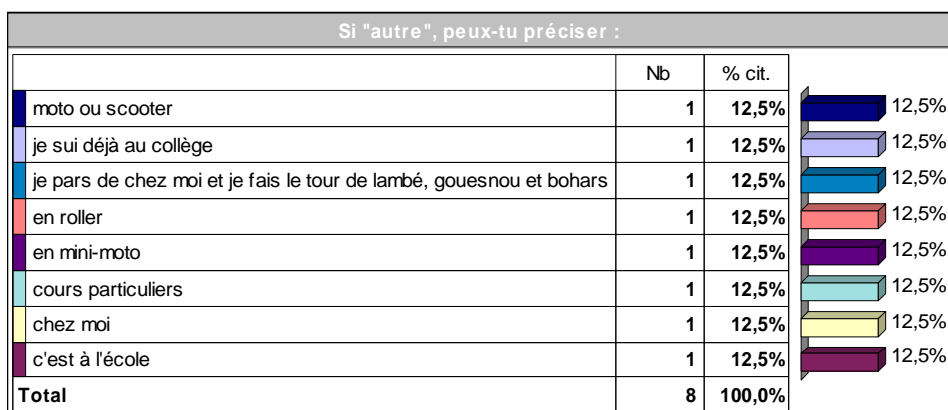 Si "autre", peux-tu préciser :
Nb % cit.
moto ou scooter 1 12,5% 12,5%
je sui déjà au collège 1 12,5% 12,5%
je pars de chez moi et je fais le tour de lambé, gouesnou et bohars 1 12,5% 12,5%
en roller 1 12,5% 12,5%
en mini-moto 1 12,5% 12,5%
cours particuliers 1 12,5% 12,5%
chez moi 1 12,5% 12,5%
c'est à l'école 1 12,5% 12,5%
Total 8 100,0%